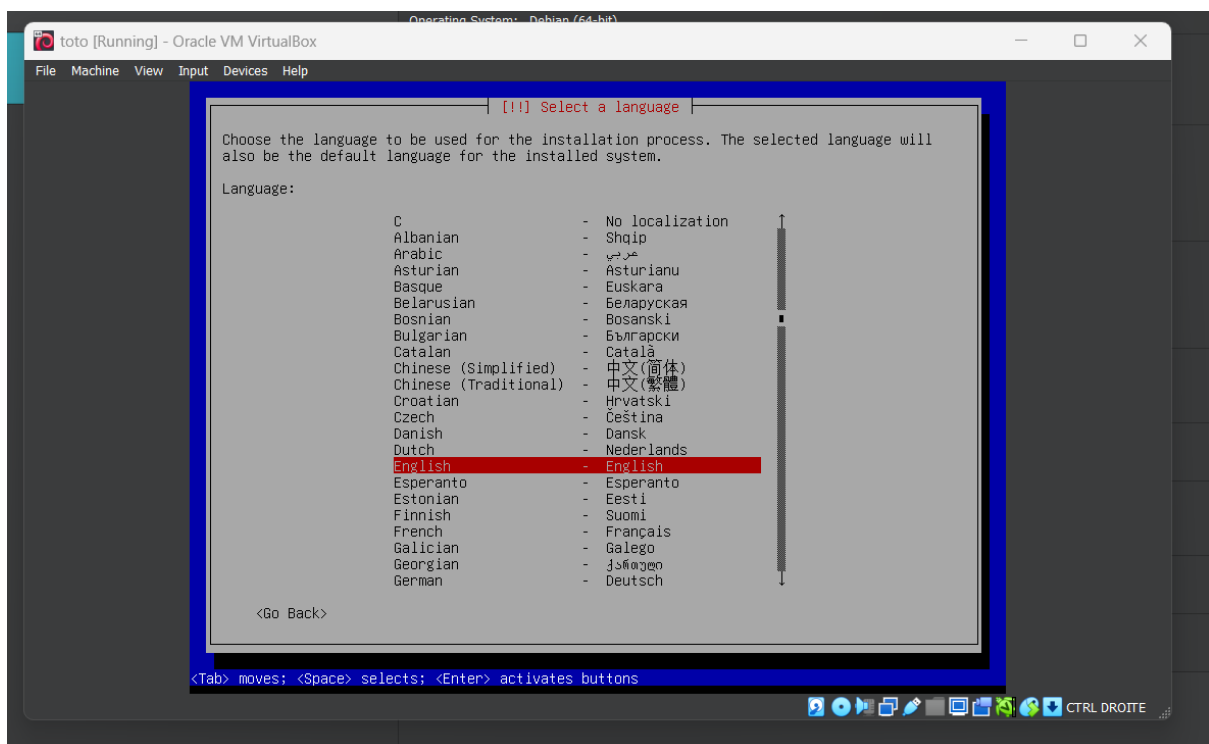 Operating System: Debian (64-bit)
toto [Running] - Oracle VM VirtualBox
File Machine View Input Devices Help
[!!] Select a language
Choose the language to be used for the installation process. The selected language will
also be the default language for the installed system.
Language:
C - No localization
Albanian - Shqip
Arabic - عربي
Asturian - Asturianu
Basque - Euskara
Belarusian - Беларуская
Bosnian - Bosanski
Bulgarian - Български
Catalan - Català
Chinese (Simplified) - 中文(简体)
Chinese (Traditional) - 中文(繁體)
Croatian - Hrvatski
Czech - Čeština
Danish - Dansk
Dutch - Nederlands
English - English
Esperanto - Esperanto
Estonian - Eesti
Finnish - Suomi
French - Français
Galician - Galego
Georgian - ქართული
German - Deutsch
<Go Back>
<Tab> moves; <Space> selects; <Enter> activates buttons
CTRL DROITE